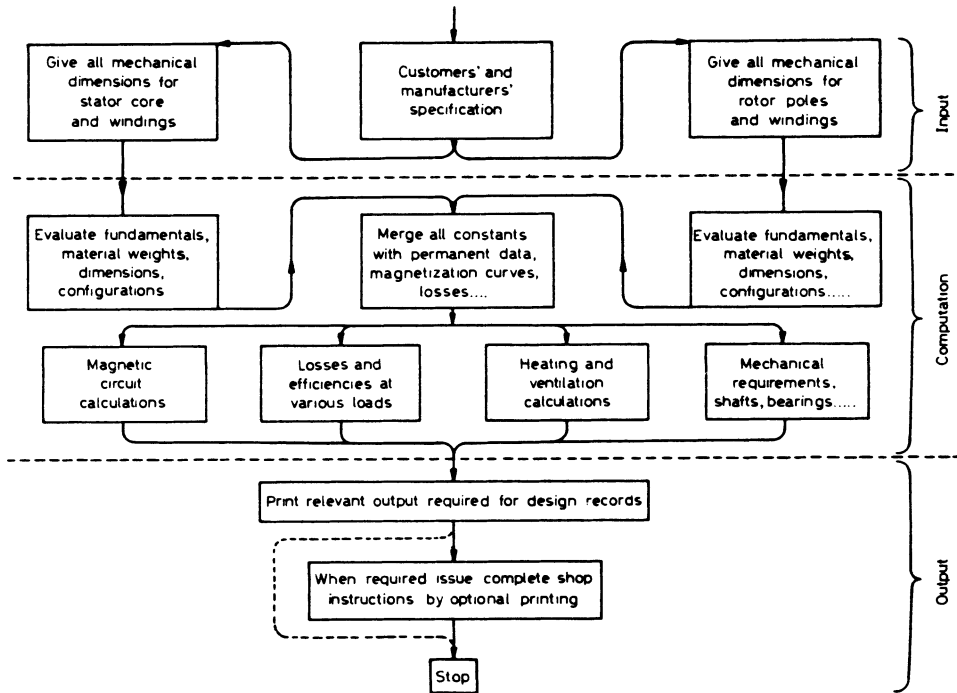 Give all mechanical
dimensions for
stator core
and windings
Customers' and
manufacturers'
specification
Give all mechanical
dimensions for
rotor poles
and windings
Input
Evaluate fundamentals,
material weights,
dimensions,
configurations
Merge all constants
with permanent data,
magnetization curves,
losses....
Evaluate fundamentals,
material weights,
dimensions,
configurations.....
Magnetic
circuit
calculations
Losses and
efficiencies at
various loads
Heating and
ventilation
calculations
Mechanical
requirements,
shafts, bearings.....
Computation
Print relevant output required for design records
When required issue complete shop
instructions by optional printing
Stop
Output